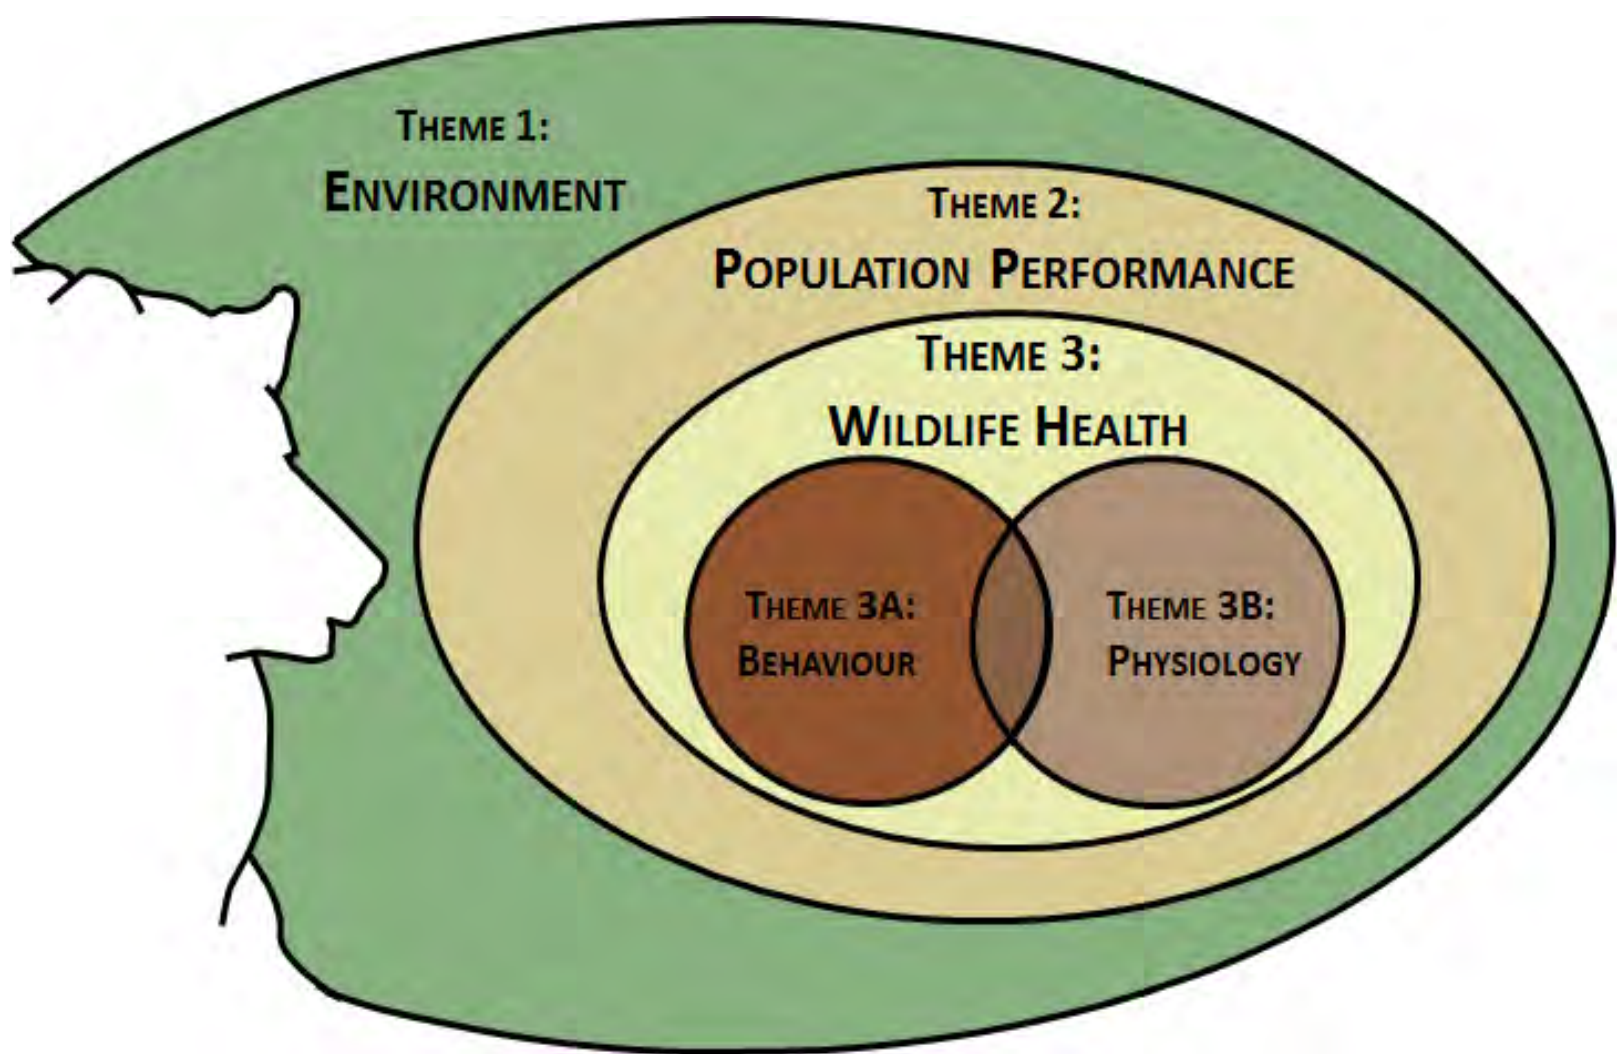 THEME 1:
ENVIRONMENT
THEME 2:
POPULATION PERFORMANCE
THEME 3:
WILDLIFE HEALTH
THEME 3A:
BEHAVIOUR
THEME 3B:
PHYSIOLOGY